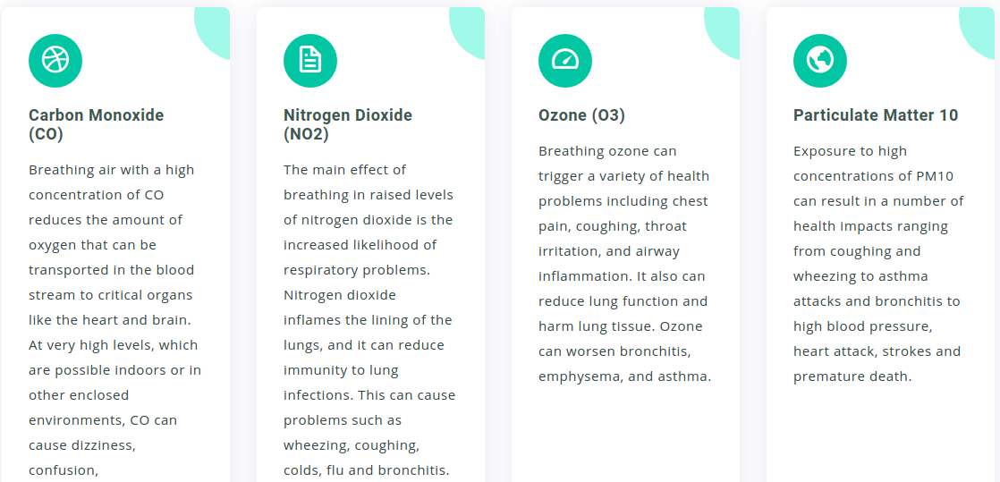 Carbon Monoxide
(CO)
Breathing air with a high
concentration of CO
reduces the amount of
oxygen that can be
transported in the blood
stream to critical organs
like the heart and brain.
At very high levels, which
are possible indoors or in
other enclosed
environments, CO can
cause dizziness,
confusion,
Nitrogen Dioxide
(NO2)
The main effect of
breathing in raised levels
of nitrogen dioxide is the
increased likelihood of
respiratory problems.
Nitrogen dioxide
inflames the lining of the
lungs, and it can reduce
immunity to lung
infections. This can cause
problems such as
wheezing, coughing,
colds, flu and bronchitis.
Ozone (O3)
Breathing ozone can
trigger a variety of health
problems including chest
pain, coughing, throat
irritation, and airway
inflammation. It also can
reduce lung function and
harm lung tissue. Ozone
can worsen bronchitis,
emphysema, and asthma.
Particulate Matter 10
Exposure to high
concentrations of PM10
can result in a number of
health impacts ranging
from coughing and
wheezing to asthma
attacks and bronchitis to
high blood pressure,
heart attack, strokes and
premature death.